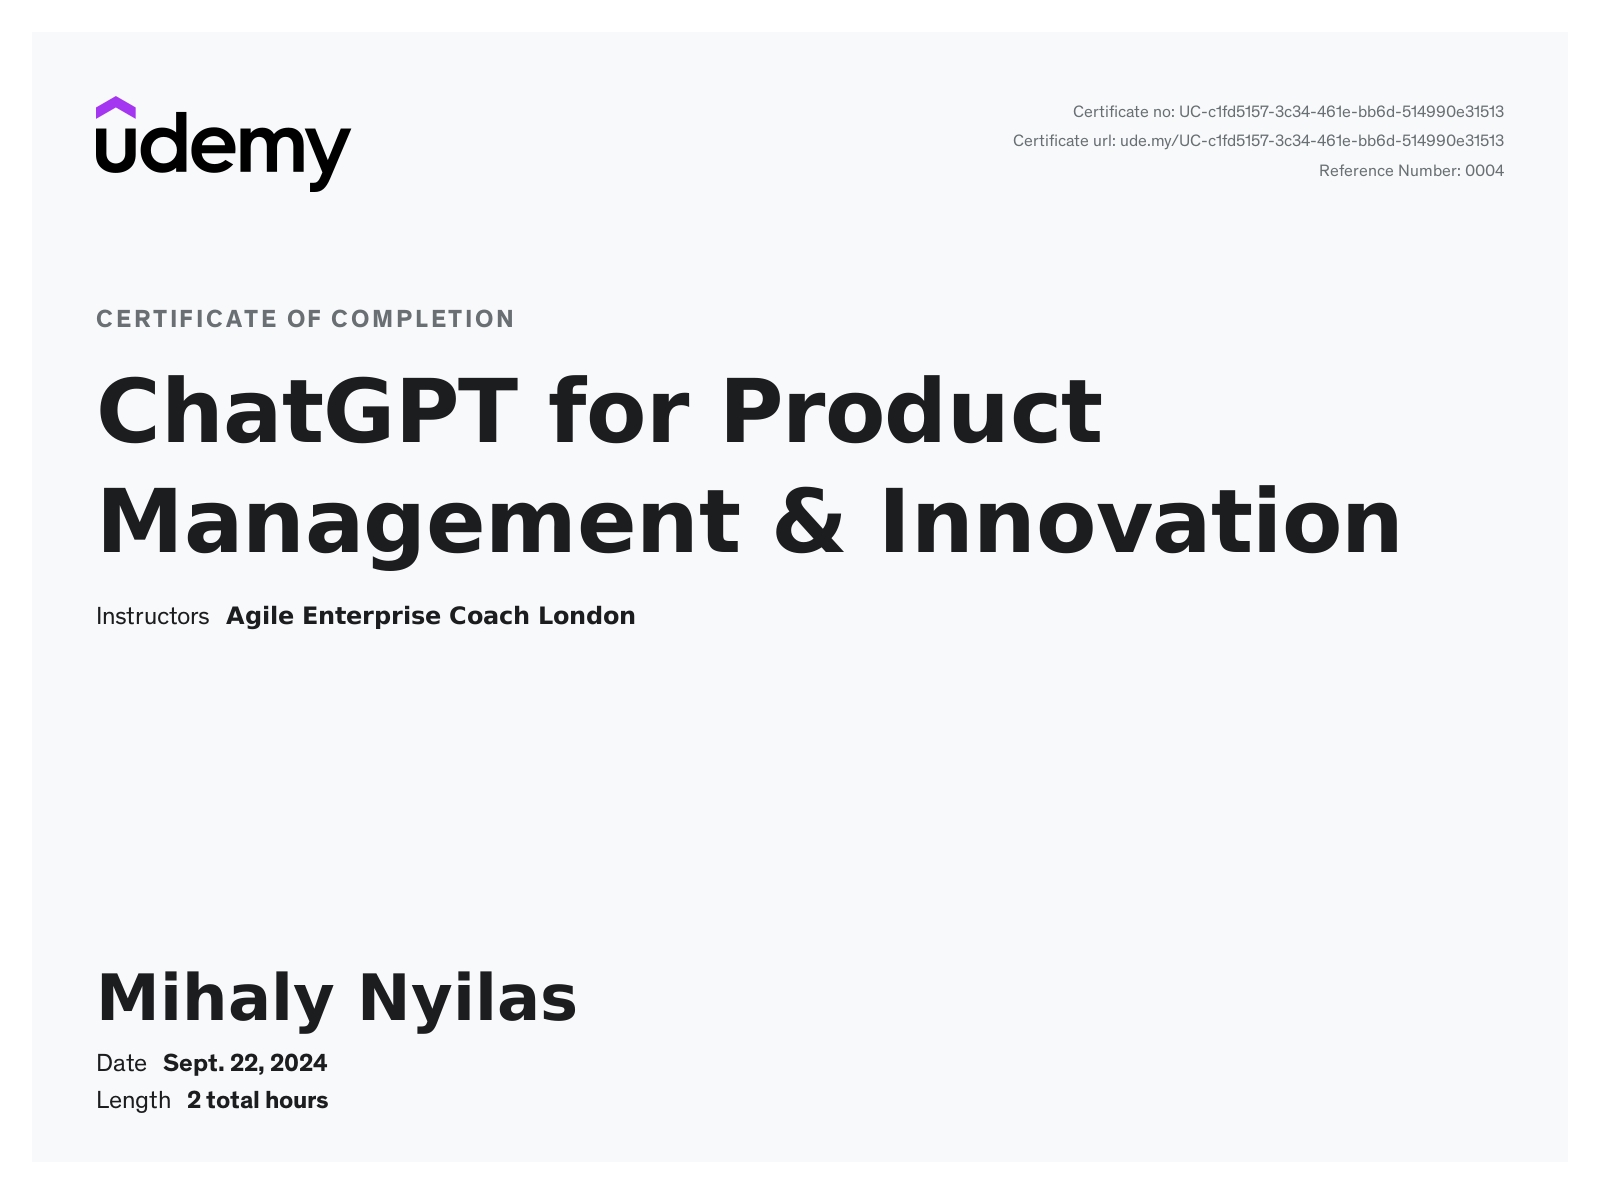 udemy
Certificate no: UC-c1fd5157-3c34-461e-bb6d-514990e31513
Certificate url: ude.my/UC-c1fd5157-3c34-461e-bb6d-514990e31513
Reference Number: 0004
CERTIFICATE OF COMPLETION
ChatGPT for Product
Management & Innovation
Instructors Agile Enterprise Coach London
Mihaly Nyilas
Date Sept. 22, 2024
Length 2 total hours